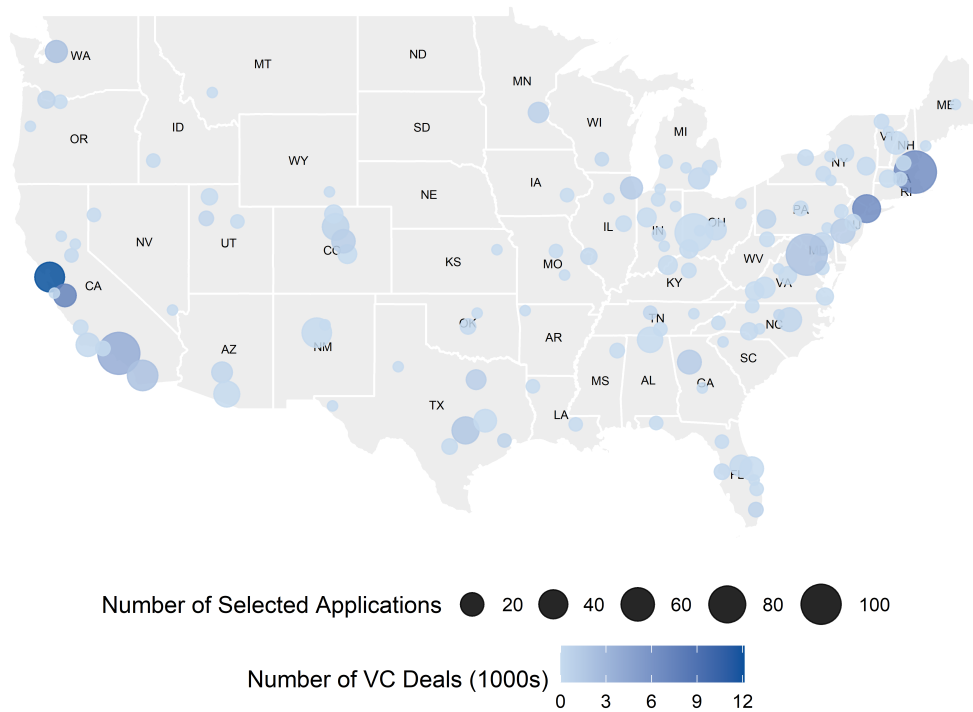 WA
MT
ND
MN
ME
OR
ID
SD
WI
MI
VT
NH
NY
WY
NE
IA
RI
NV
UT
CO
KS
MO
IL
IN
OH
PA
MD
WV
VA
KY
CA
AZ
NM
OK
AR
TN
NC
SC
TX
LA
MS
AL
GA
FL
Number of Selected Applications 20 40 60 80 100
Number of VC Deals (1000s)
0 3 6 9 12